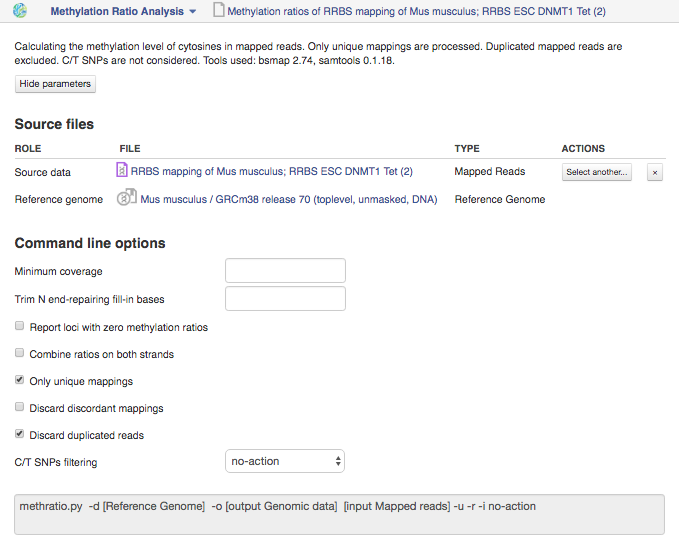 Methylation Ratio Analysis Methylation ratios of RRBS mapping of Mus musculus; RRBS ESC DNMT1 Tet (2)
Calculating the methylation level of cytosines in mapped reads. Only unique mappings are processed. Duplicated mapped reads are
excluded. C/T SNPs are not considered. Tools used: bsmap 2.74, samtools 0.1.18.
Hide parameters
Source files
ROLE FILE TYPE ACTIONS
Source data RRBS mapping of Mus musculus; RRBS ESC DNMT1 Tet (2) Mapped Reads Select another... ×
Reference genome Mus musculus / GRCm38 release 70 (toplevel, unmasked, DNA) Reference Genome
Command line options
Minimum coverage
Trim N end-repairing fill-in bases
Report loci with zero methylation ratios
Combine ratios on both strands
Only unique mappings
Discard discordant mappings
Discard duplicated reads
C/T SNPs filtering no-action
methratio.py -d [Reference Genome] -o [output Genomic data] [input Mapped reads] -u -r -i no-action